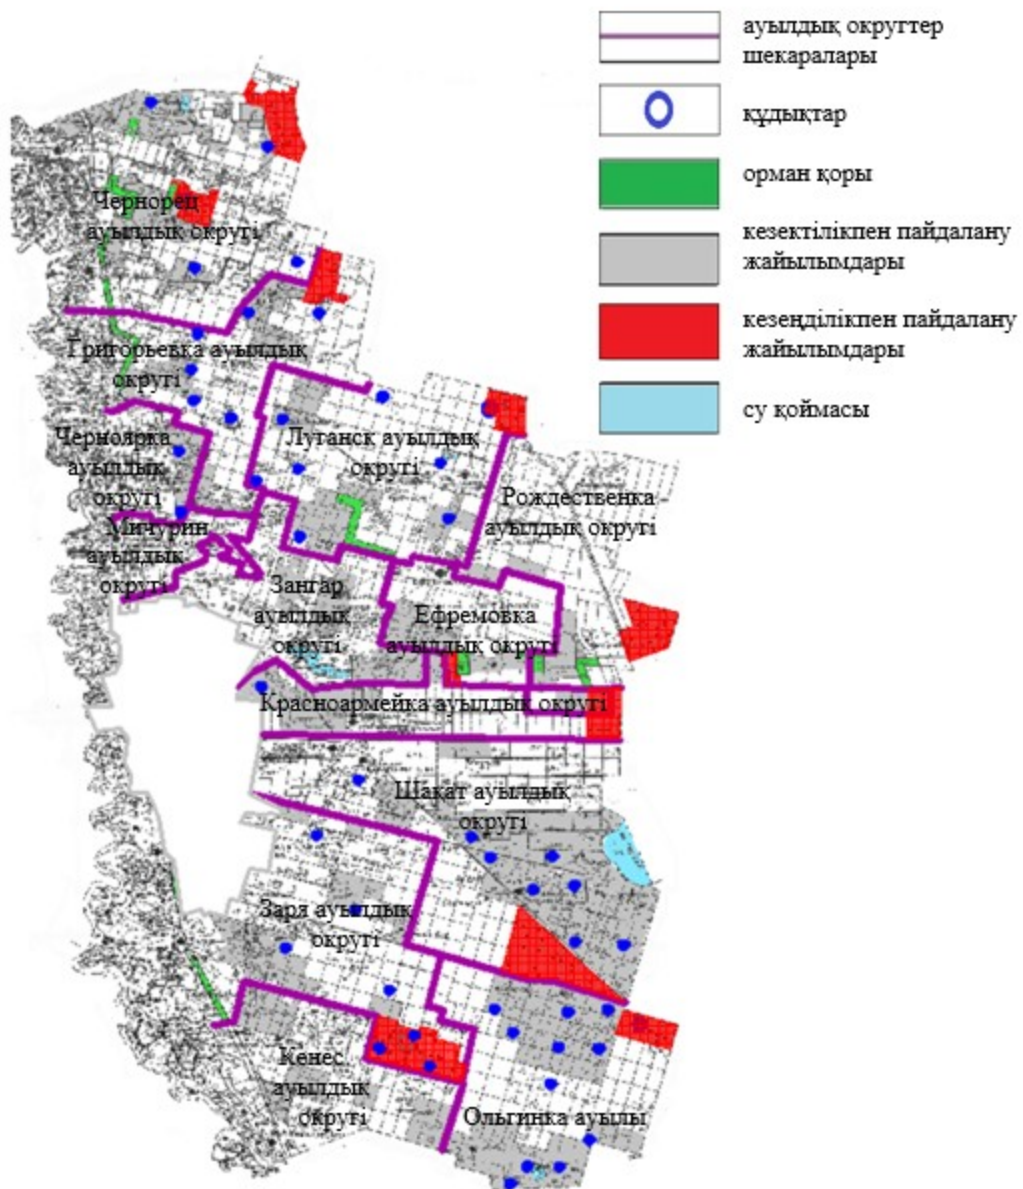 ауылдық округтер
шекаралары
құдықтар
орман қоры
кезектілікпен пайдалану
жайылымдары
кезеңділікпен пайдалану
жайылымдары
су қоймасы
Чернорец
ауылдық округі
Григорьевка ауылдық
округі
Черноярка
ауылдық
округі
Луганск ауылдық
округі
Рождественка
ауылдық округі
Мичурин
ауылдық
округі
Зангар
ауылдық
округі
Ефремовка
ауылдық округі
Красноармейка ауылдық округі
Шақат ауылдық
округі
Заря ауылдық
округі
Кенес
ауылдық
округі
Ольгинка ауылы